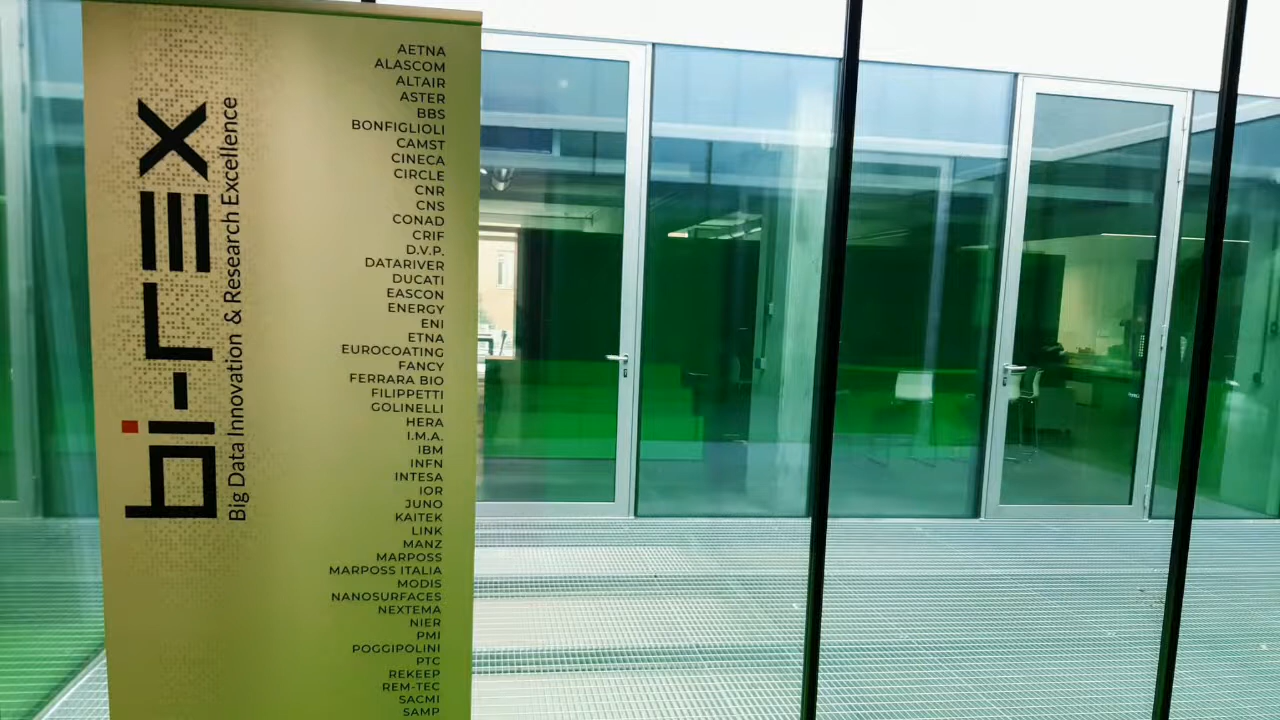 bi-rex
Big Data Innovation & Research Excellence
AETNA
ALASCOM
ALTAIR
ASTER
BBS
BONFIGLIOLI
CAMST
CINECA
CIRCLE
CNR
CNS
CONAD
CRIF
D.V.P.
DATARIVER
DUCATI
EASCON
ENERGY
ENI
ETNA
EUROCOATING
FANCY
FERRARA BIO
FILIPPETTI
GOLINELLI
HERA
I.M.A.
IBM
INFN
INTESA
IOR
JUNO
KAITEK
LINK
MANZ
MARPOSS
MARPOSS ITALIA
MODIS
NANOSURFACES
NEXTEMA
NIER
PMI
POGGIPOLINI
PTC
REKEEP
REM-TEC
SACMI
SAMP